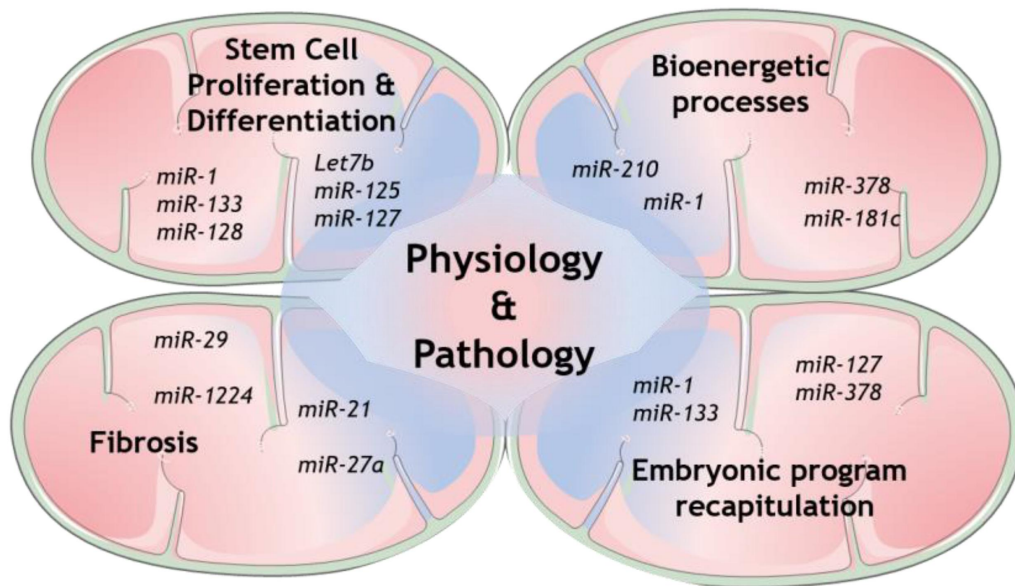 Stem Cell
Proliferation &
Differentiation
miR-1
miR-133
miR-128
Let7b
miR-125
miR-127
Bioenergetic
processes
miR-210
miR-1
miR-378
miR-181c
Physiology
&
Pathology
miR-29
miR-1224
Fibrosis
miR-21
miR-27a
miR-1
miR-133
miR-127
miR-378
Embryonic program
recapitulation